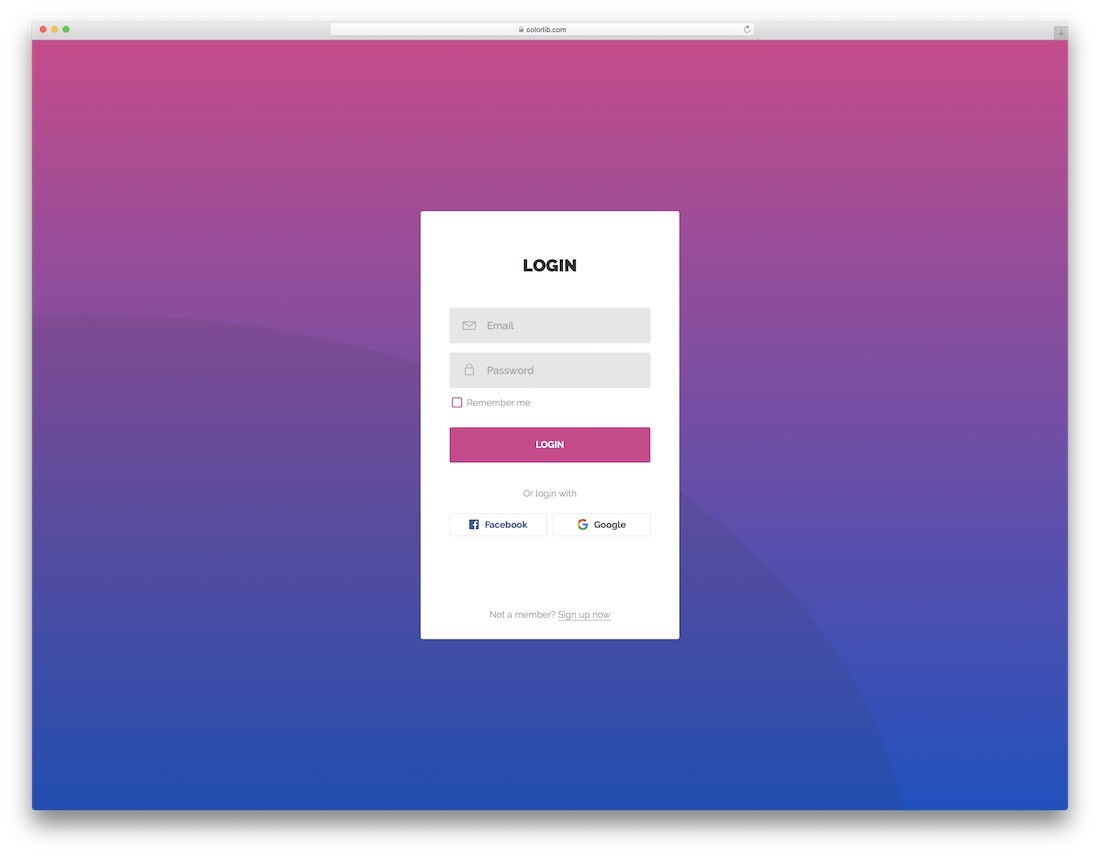 colorlib.com
LOGIN
Email
Password
Remember me
LOGIN
Or login with
Facebook
Google
Not a member? Sign up now